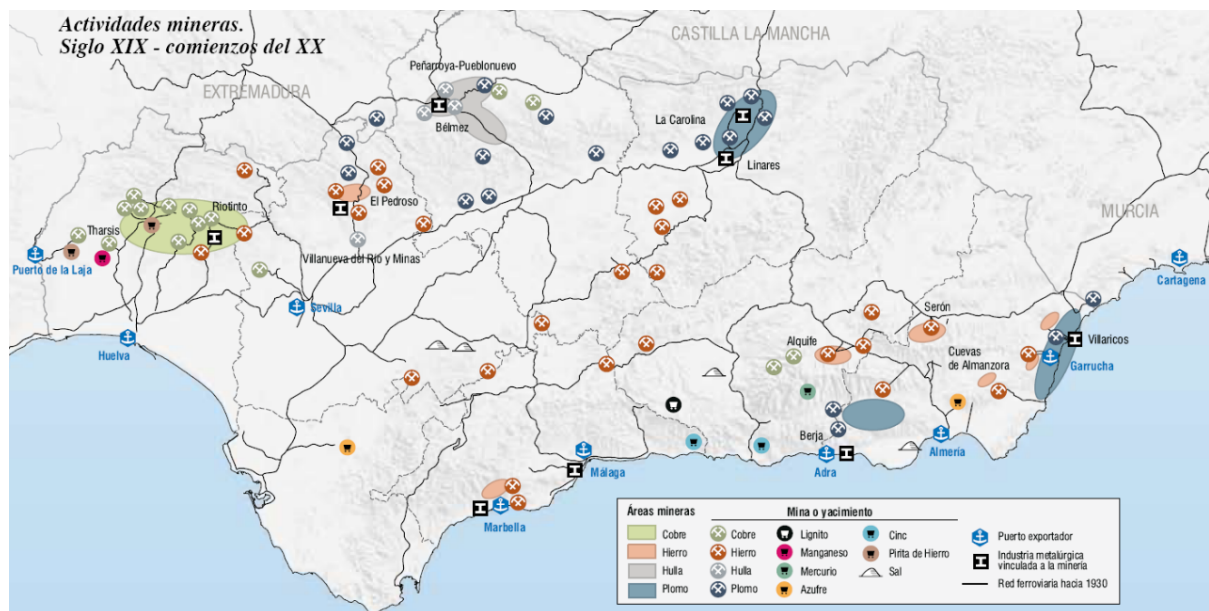 Actividades mineras.
Siglo XIX - comienzos del XX
CASTILLA LA MANCHA
EXTREMADURA
MURCIA
Peñarroya-Pueblonuevo
Bélmez
La Carolina
Linares
El Pedroso
Villanueva del Río y Minas
Riotinto
Tharsis
Puerto de la Laja
Huelva
Sevilla
Cartagena
Serón
Alquife
Cuevas
de Almanzora
Villaricos
Garrucha
Berja
Almería
Adra
Málaga
Marbella
Áreas mineras
Cobre
Hierro
Hulla
Plomo
Mina o yacimiento
Cobre
Hierro
Hulla
Plomo
Lignito
Manganeso
Mercurio
Azufre
Cinc
Pirita de Hierro
Sal
Puerto exportador
Industria metalúrgica
vinculada a la minería
Red ferroviaria hacia 1930